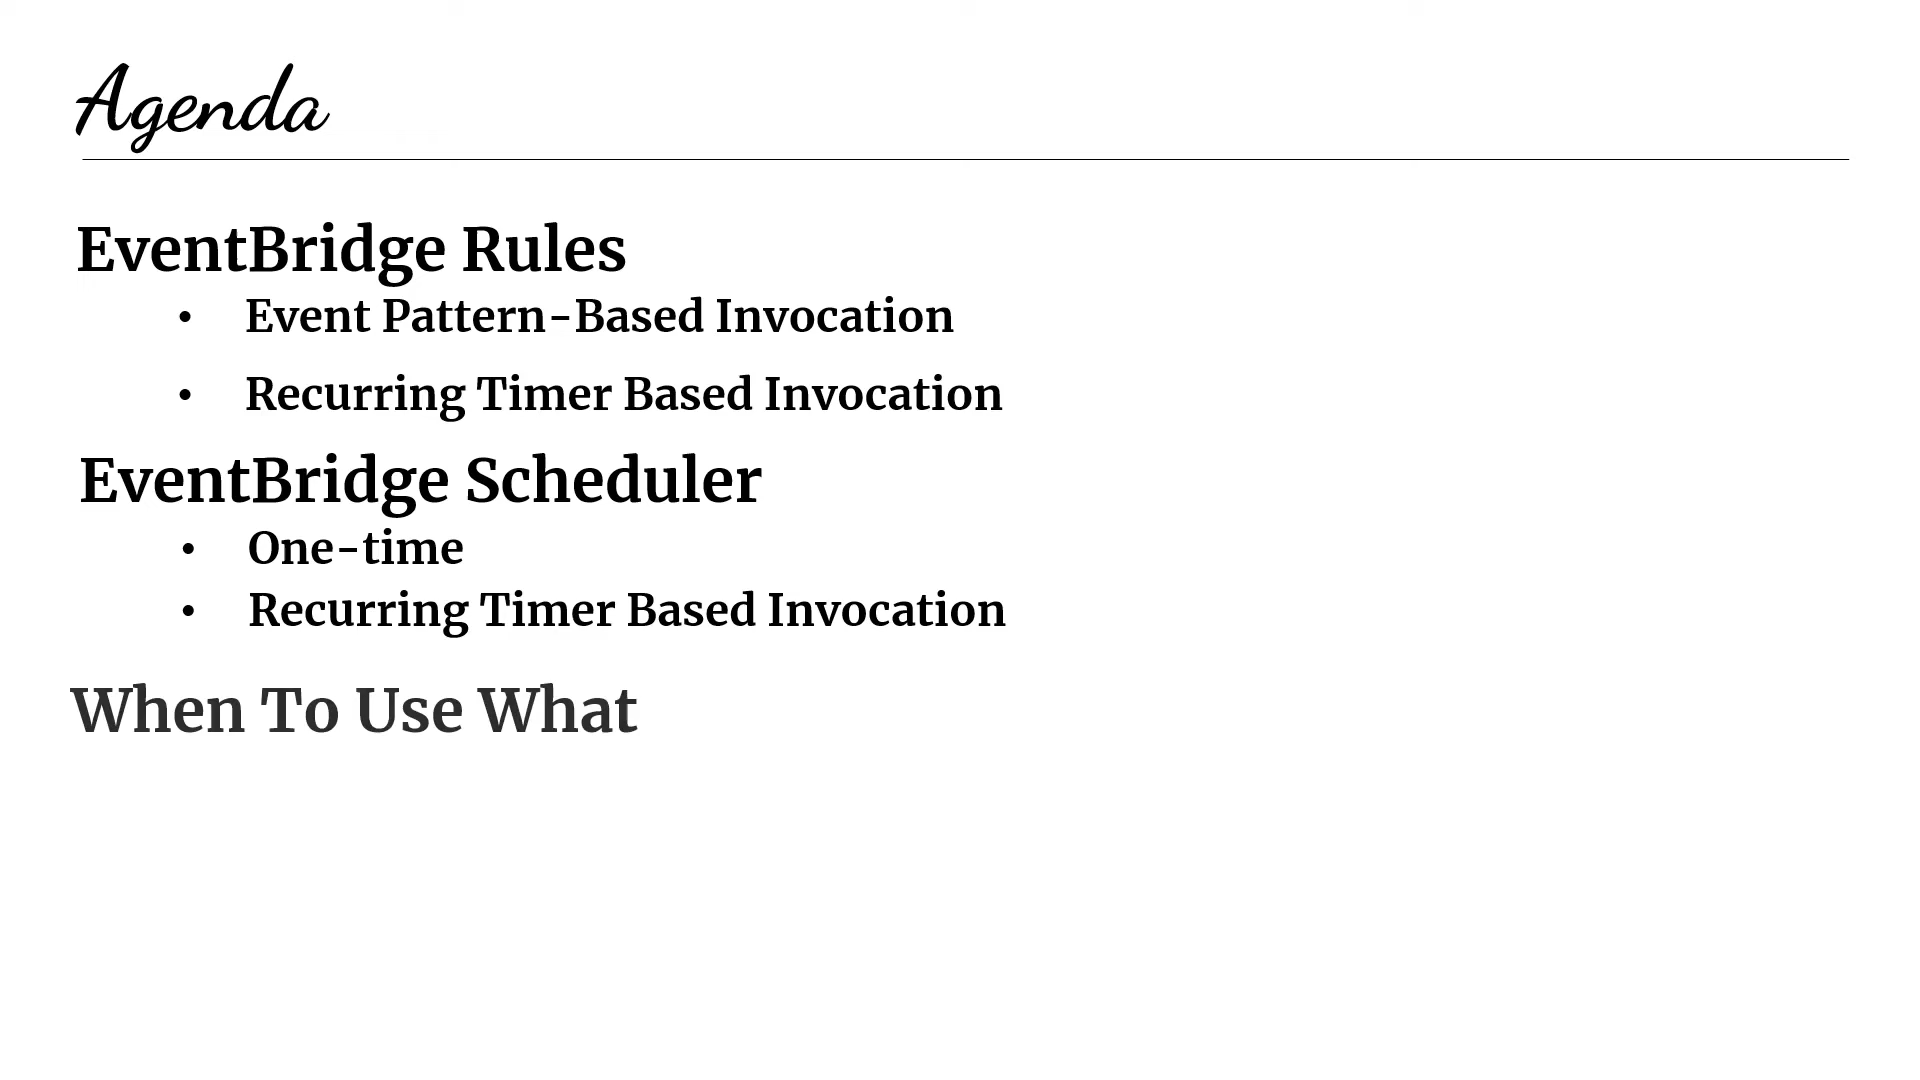 Agenda
EventBridge Rules
• Event Pattern-Based Invocation
• Recurring Timer Based Invocation
EventBridge Scheduler
• One-time
• Recurring Timer Based Invocation
When To Use What